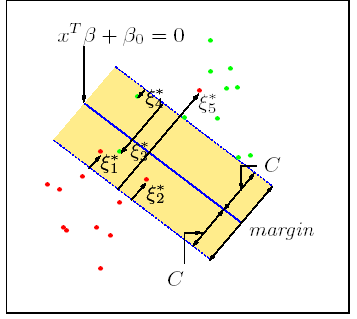 x^Tβ + β_0 = 0
ξ_4^*
ξ_5^*
ξ_3^*
ξ_1^*
C
ξ_2^*
margin
C